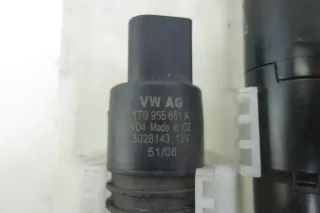 VW AG
1T0 955 651 A
VD4 Made in CZ
3028143 12V
51/08